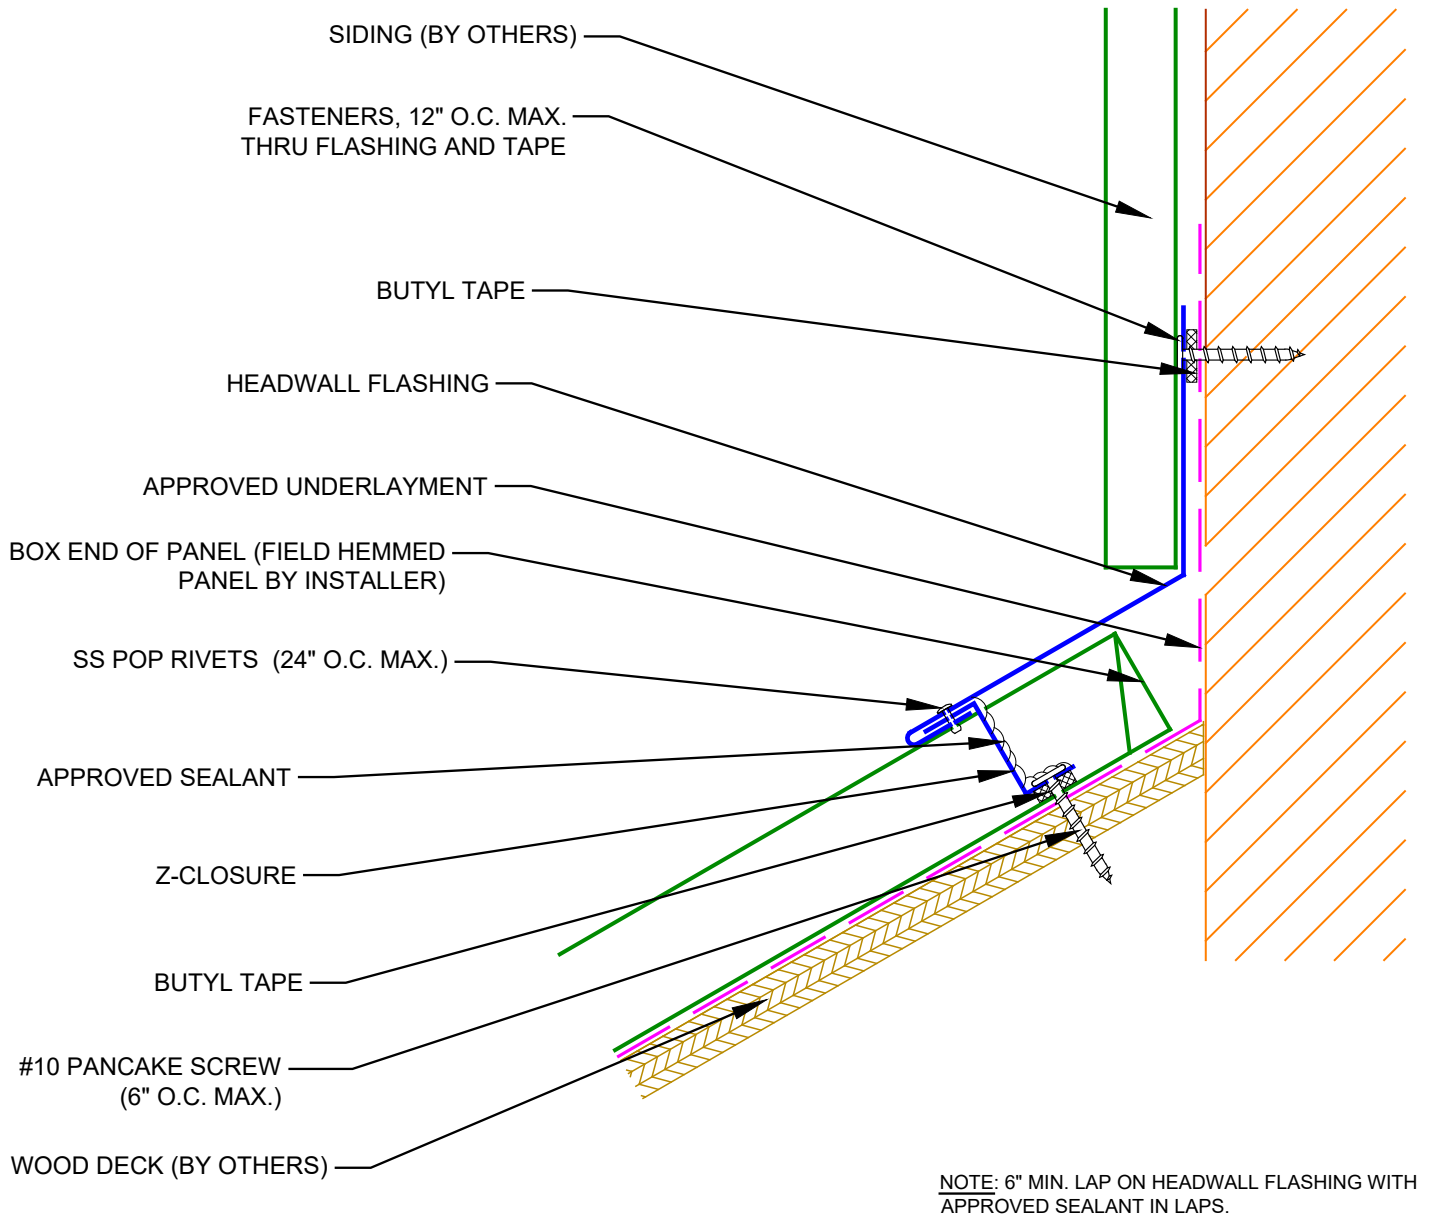 SIDING (BY OTHERS)
FASTENERS, 12" O.C. MAX.
THRU FLASHING AND TAPE
BUTYL TAPE
HEADWALL FLASHING
APPROVED UNDERLAYMENT
BOX END OF PANEL (FIELD HEMMED
PANEL BY INSTALLER)
SS POP RIVETS (24" O.C. MAX.)
APPROVED SEALANT
Z-CLOSURE
BUTYL TAPE
#10 PANCAKE SCREW
(6" O.C. MAX.)
WOOD DECK (BY OTHERS)
NOTE: 6" MIN. LAP ON HEADWALL FLASHING WITH
APPROVED SEALANT IN LAPS.